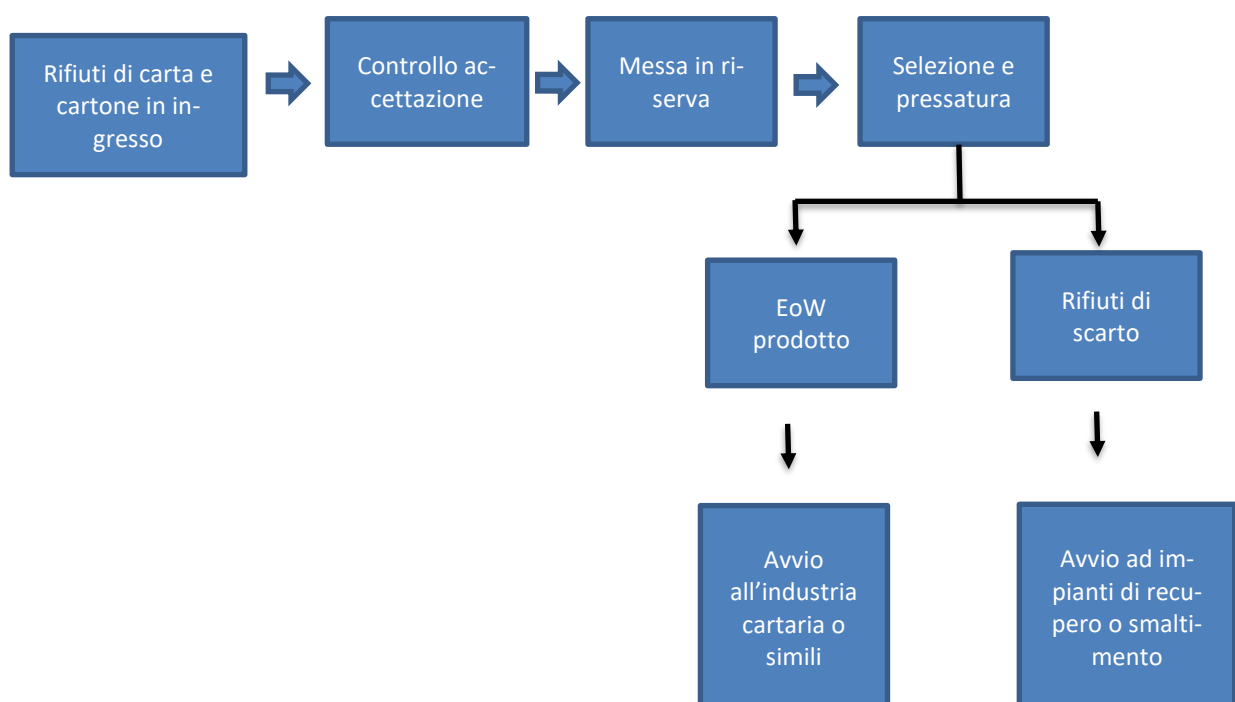 Rifiuti di carta e
cartone in in-
gresso
Controllo ac-
cettazione
Messa in ri-
serva
Selezione e
pressatura
EoW
prodotto
Rifiuti di
scarto
Avvio
all’industria
cartaria o
simili
Avvio ad im-
pianti di recu-
pero o smalti-
mento